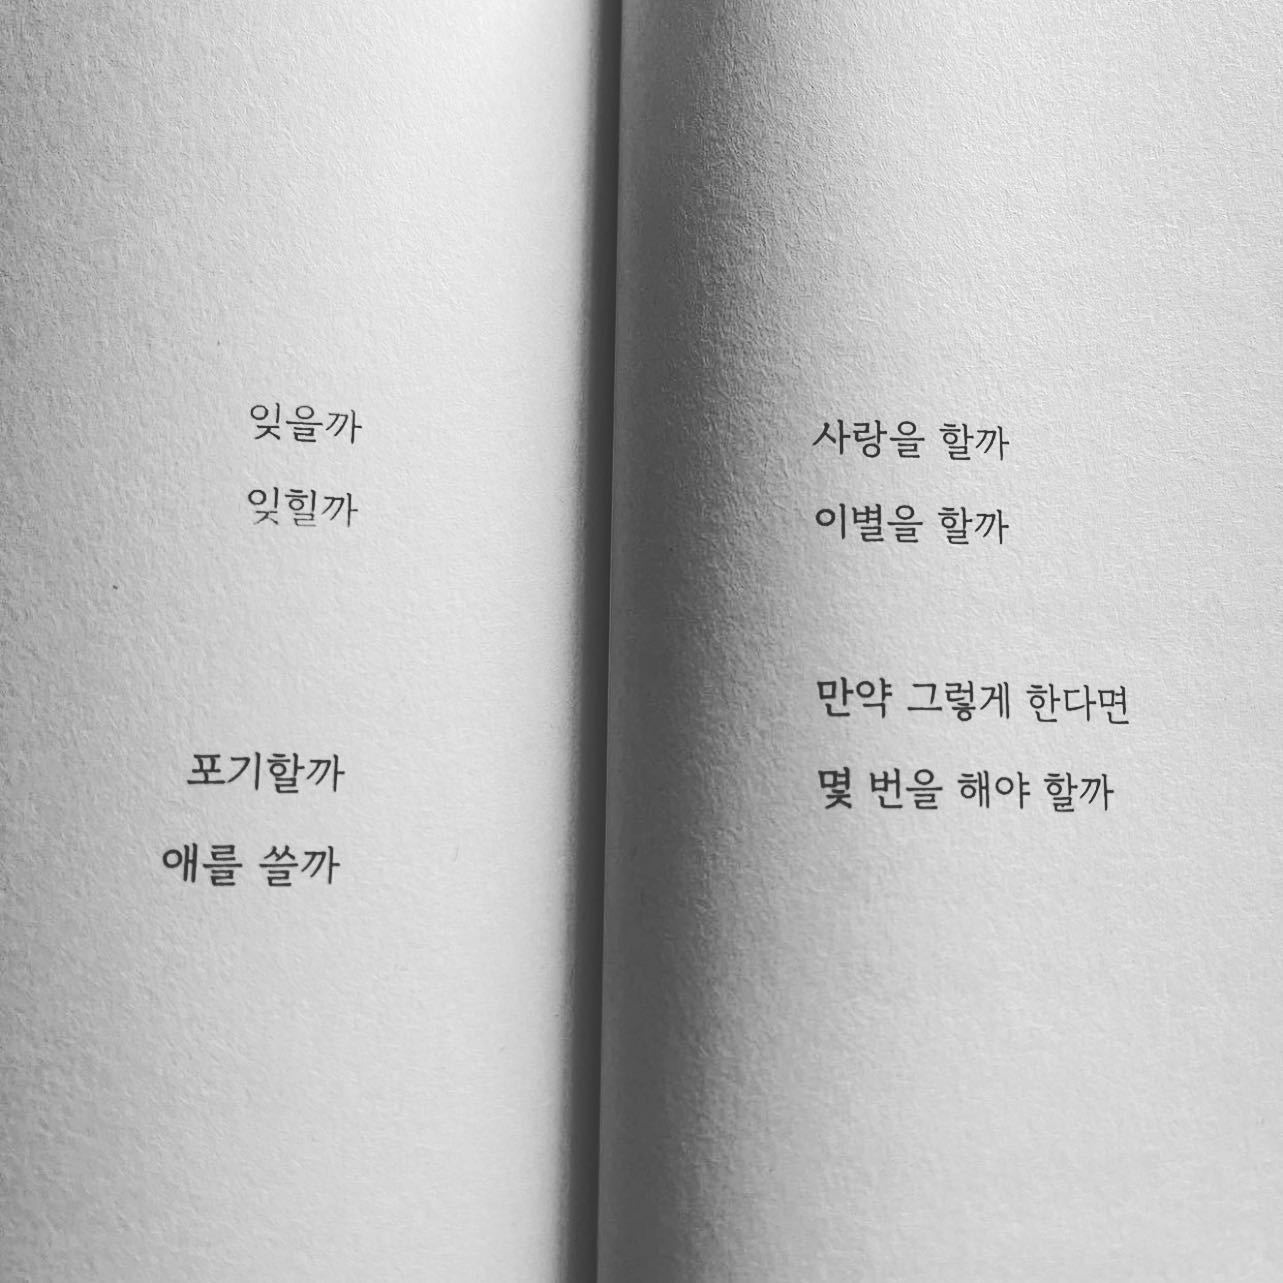 잊을까
잊힐까
포기할까
애를 쓸까
사랑을 할까
이별을 할까
만약 그렇게 한다면
몇 번을 해야 할까